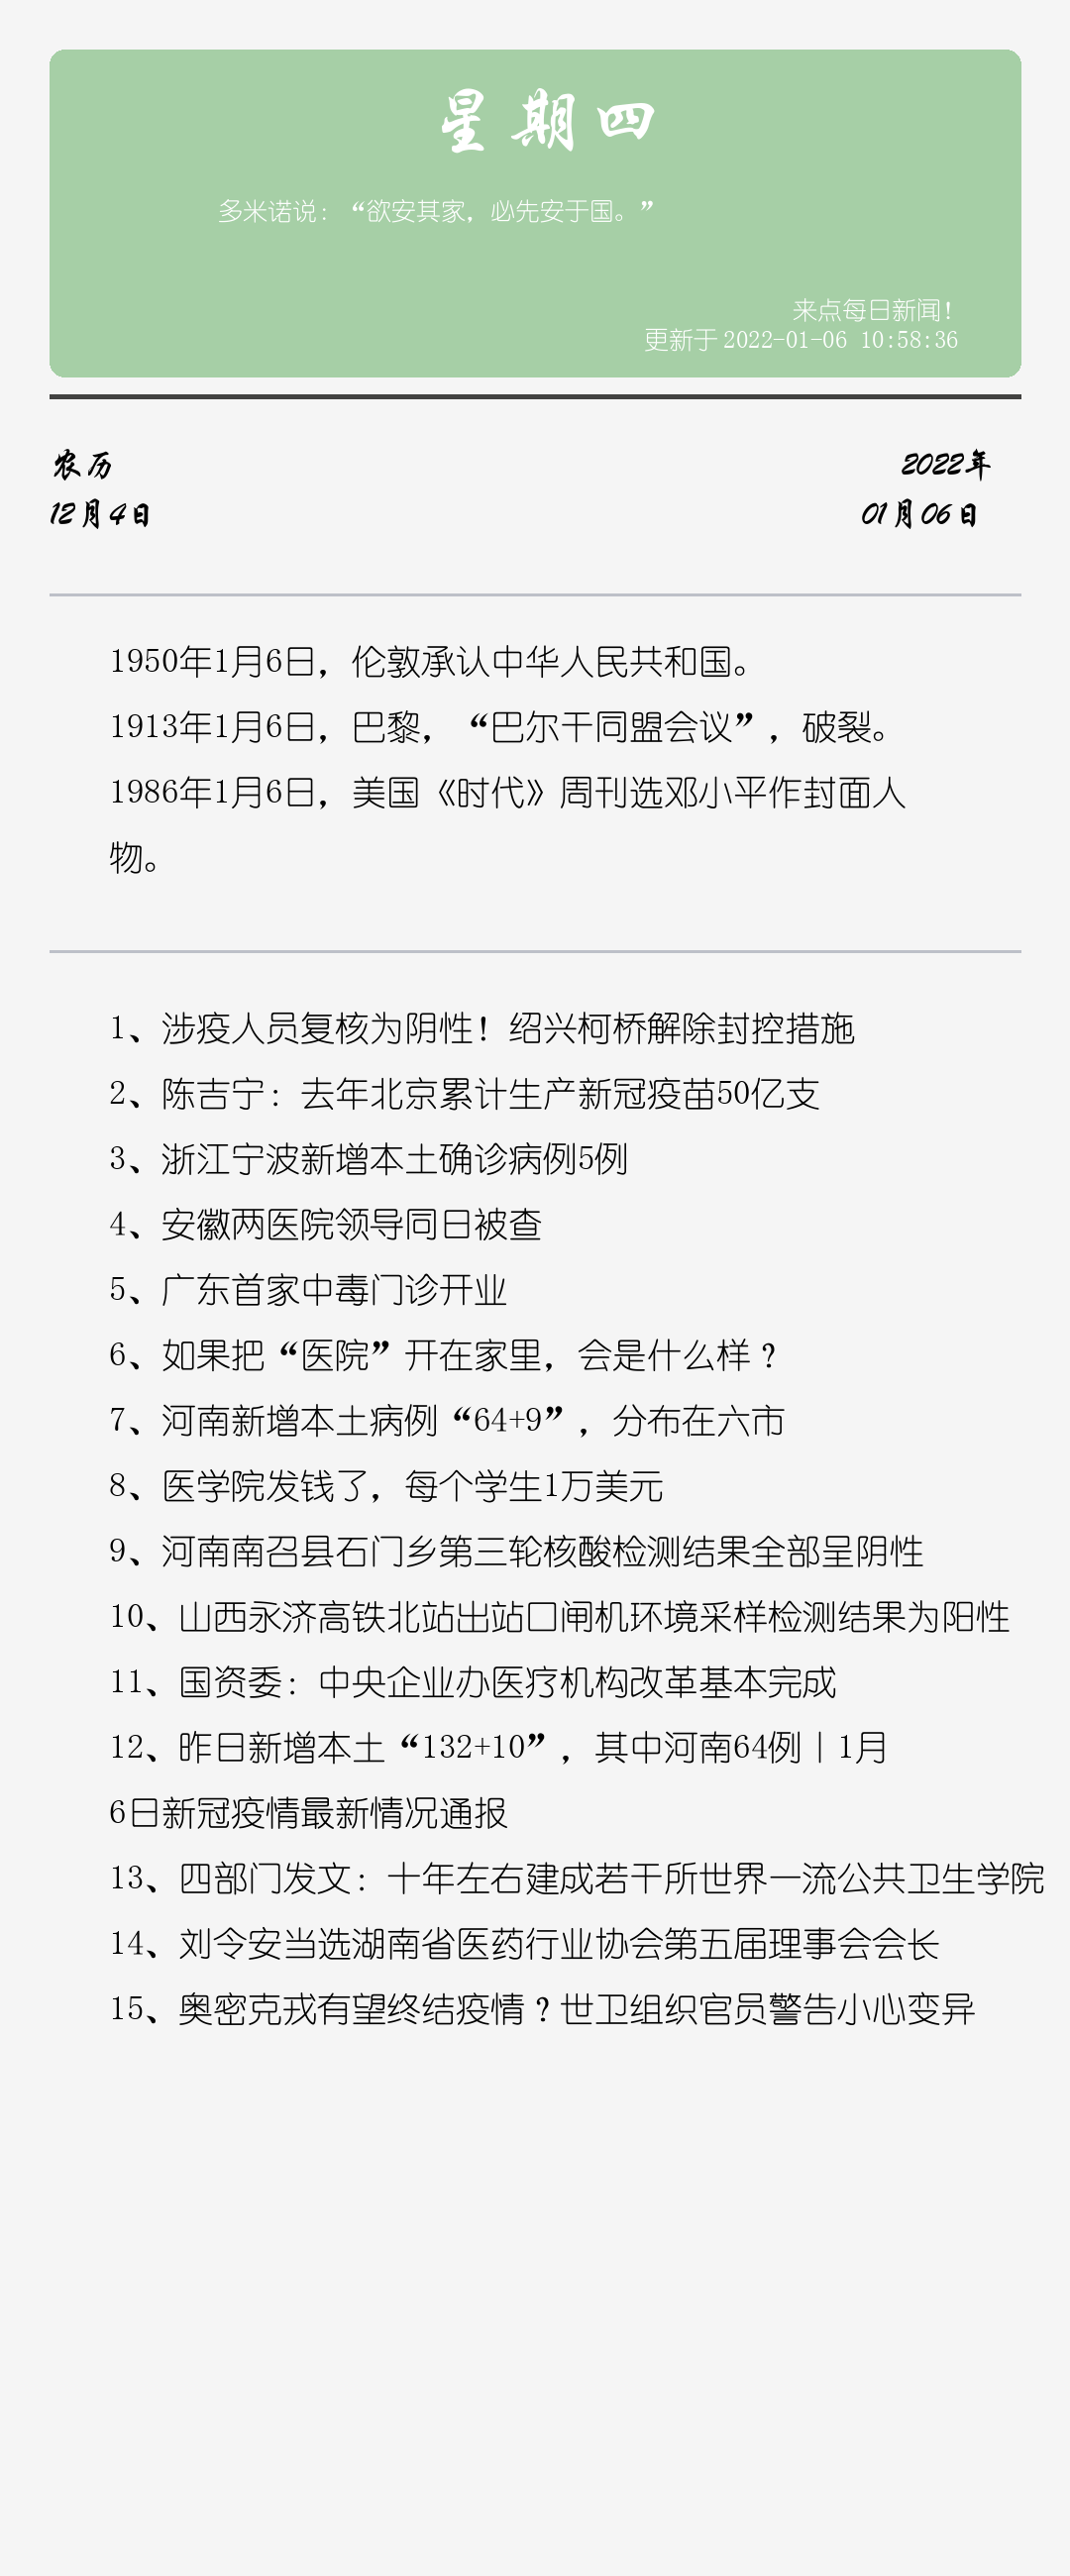 星期四
多米诺说：“欲安其家，必先安于国。”
来点每日新闻！
更新于 2022-01-06 10:58:36
农历
2022年
12月4日
01月06日
1950年1月6日，伦敦承认中华人民共和国。
1913年1月6日，巴黎，“巴尔干同盟会议”，破裂。
1986年1月6日，美国《时代》周刊选邓小平作封面人
物。
1、涉疫人员复核为阴性！绍兴柯桥解除封控措施
2、陈吉宁：去年北京累计生产新冠疫苗50亿支
3、浙江宁波新增本土确诊病例5例
4、安徽两医院领导同日被查
5、广东首家中毒门诊开业
6、如果把“医院”开在家里，会是什么样？
7、河南新增本土病例“64+9”，分布在六市
8、医学院发钱了，每个学生1万美元
9、河南南召县石门乡第三轮核酸检测结果全部呈阴性
10、山西永济高铁北站出站口闸机环境采样检测结果为阳性
11、国资委：中央企业办医疗机构改革基本完成
12、昨日新增本土“132+10”，其中河南64例丨1月
6日新冠疫情最新情况通报
13、四部门发文：十年左右建成若干所世界一流公共卫生学院
14、刘令安当选湖南省医药行业协会第五届理事会会长
15、奥密克戎有望终结疫情？世卫组织官员警告小心变异